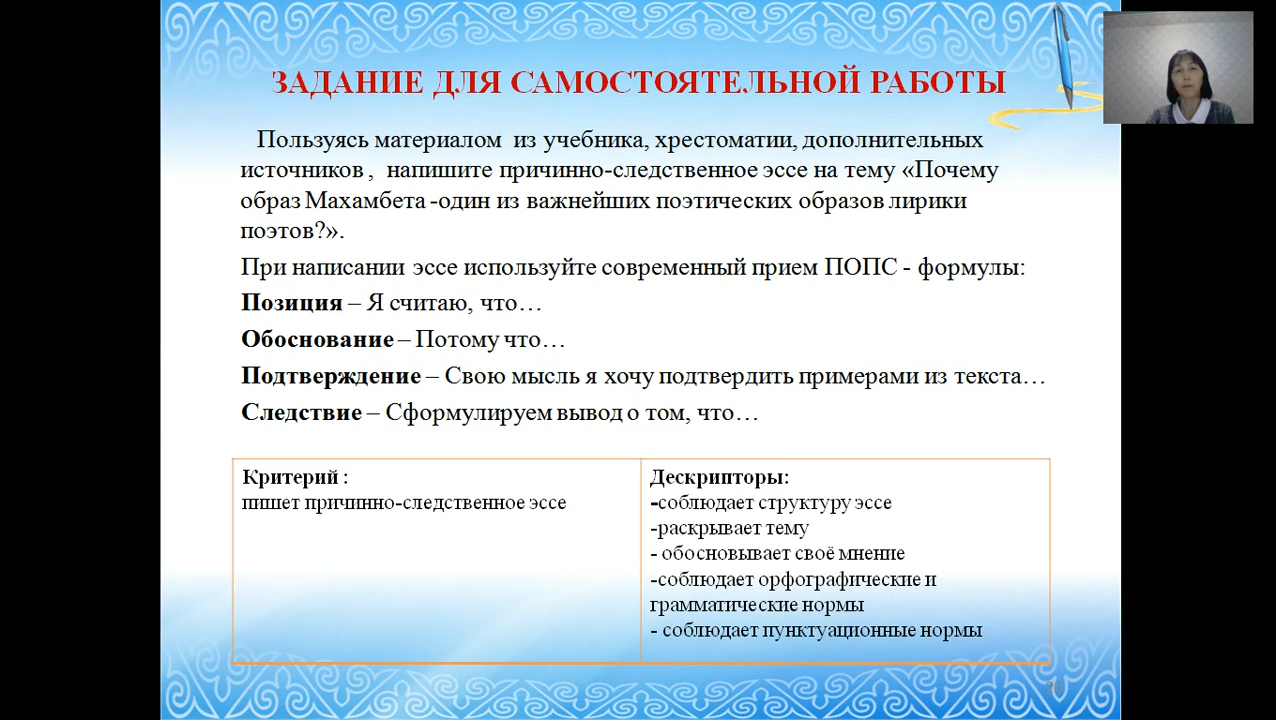 ЗАДАНИЕ ДЛЯ САМОСТОЯТЕЛЬНОЙ РАБОТЫ
Пользуясь материалом из учебника, хрестоматии, дополнительных
источников , напишите причинно-следственное эссе на тему «Почему
образ Махамбета -один из важнейших поэтических образов лирики
поэтов?».
При написании эссе используйте современный прием ПОПС - формулы:
Позиция – Я считаю, что…
Обоснование – Потому что…
Подтверждение – Свою мысль я хочу подтвердить примерами из текста…
Следствие – Сформулируем вывод о том, что…
Критерий :
пишет причинно-следственное эссе
Дескрипторы:
-соблюдает структуру эссе
-раскрывает тему
- обосновывает своё мнение
-соблюдает орфографические и
грамматические нормы
- соблюдает пунктуационные нормы